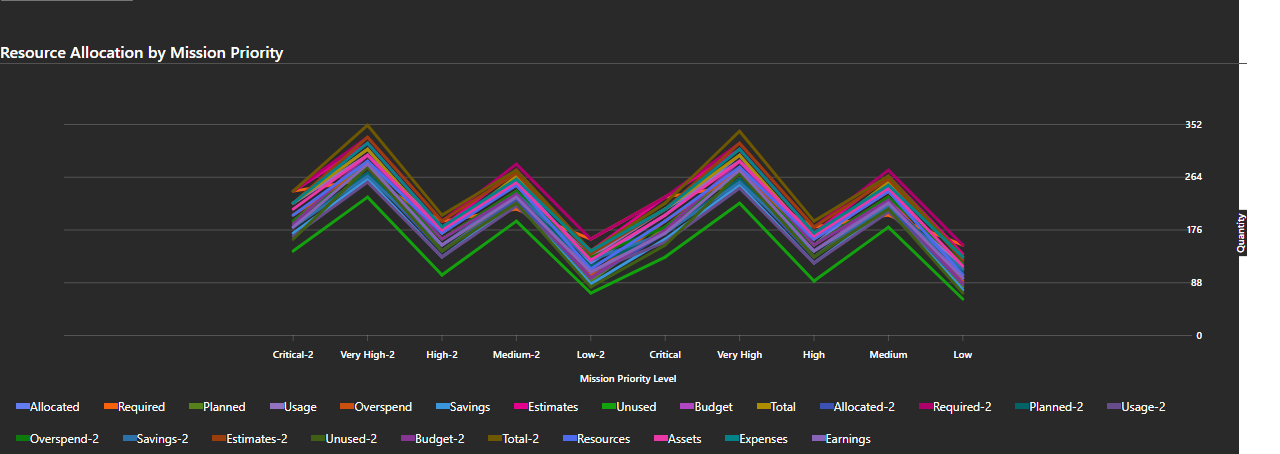 Resource Allocation by Mission Priority
352
264
176
88
0
Quantity
Critical-2 Very High-2 High-2 Medium-2 Low-2 Critical Very High High Medium Low
Mission Priority Level
Allocated Required Planned Usage Overspend Savings Estimates Unused Budget Total Allocated-2 Required-2 Planned-2 Usage-2
Overspend-2 Savings-2 Estimates-2 Unused-2 Budget-2 Total-2 Resources Assets Expenses Earnings